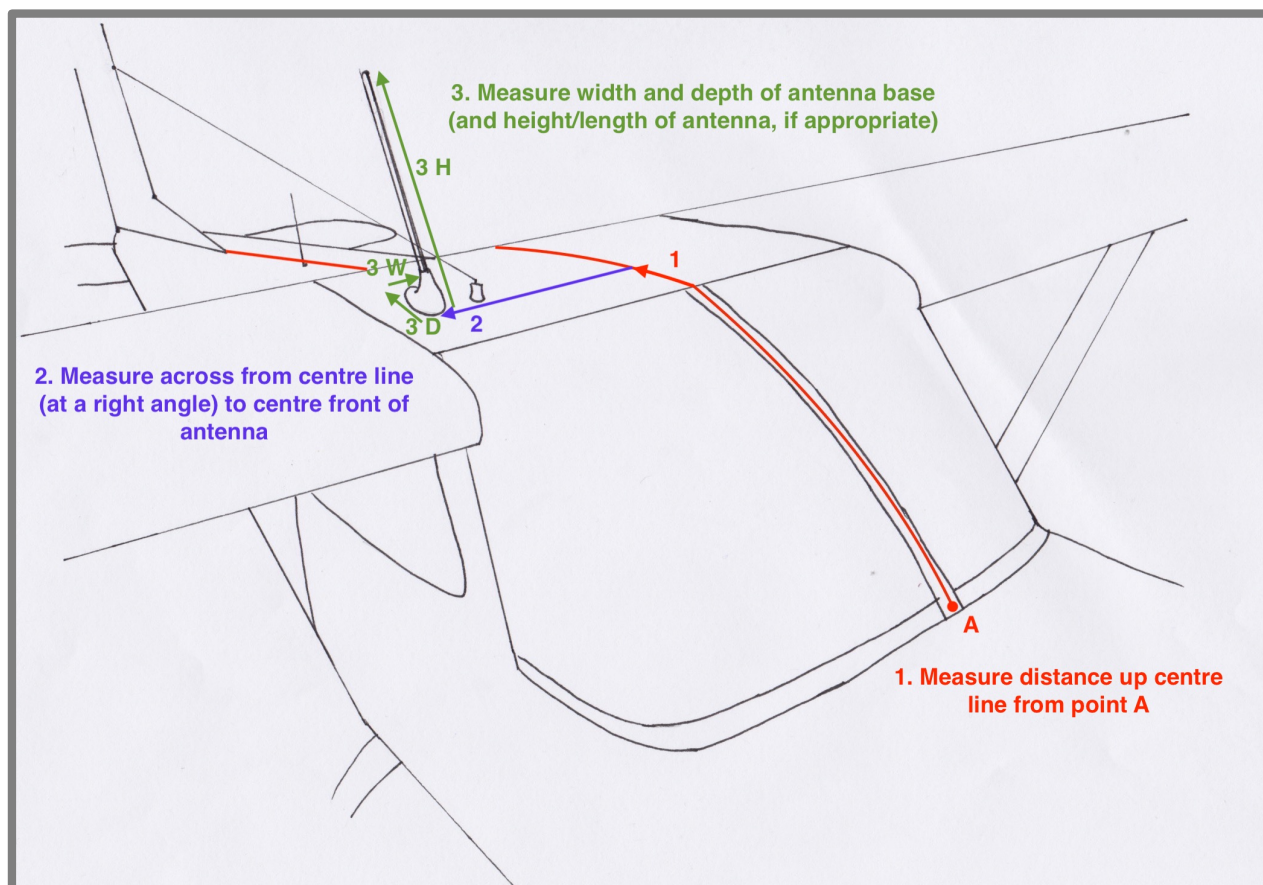 3. Measure width and depth of antenna base
(and height/length of antenna, if appropriate)
3 H
1
3 W
3 D
2
2. Measure across from centre line
(at a right angle) to centre front of
antenna
A
1. Measure distance up centre
line from point A